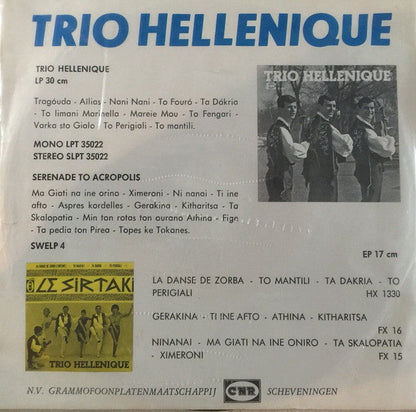 TRIO HELLENIQUE
TRIO HELLENIQUE
LP 30 cm
Tragóuda - Allias - Nani Nani - To Fouró - Ta Dákria -
To limani Marinella - Mareie Mau - To Fengari -
Varka sto Gialo - To Perigiali - To mantili.
MONO LPT 35022
STEREO SLPT 35022
SERENADE TO ACROPOLIS
Ma Giati na ine orino - Ximeroni - Ni nanai - Ti ine
afto - Aspres kordelles - Gerakina - Kitharitsa - Ta
Skalopatia - Min ton rotas ton ourano Athina - Fige -
Ta pedia ton Pirea - Topes ke Tokanes.
SWELP 4
TRIO HELLENIQUE
EP 17 cm
LE SIRTAKI
TRIO HELLENIQUE
LA DANSE DE ZORBA - TO MANTILI - TA DAKRIA - TO
PERIGIALI
HX 1330
GERAKINA - TI INE AFTO - ATHINA - KITHARITSA
FX 16
NINANAI - MA GIATI NA INE ONIRO - TA SKALOPATIA
- XIMERONI
FX 15
N.V. GRAMMOFOONPLATENMAATSCHAPPIJ CNR SCHEVENINGEN